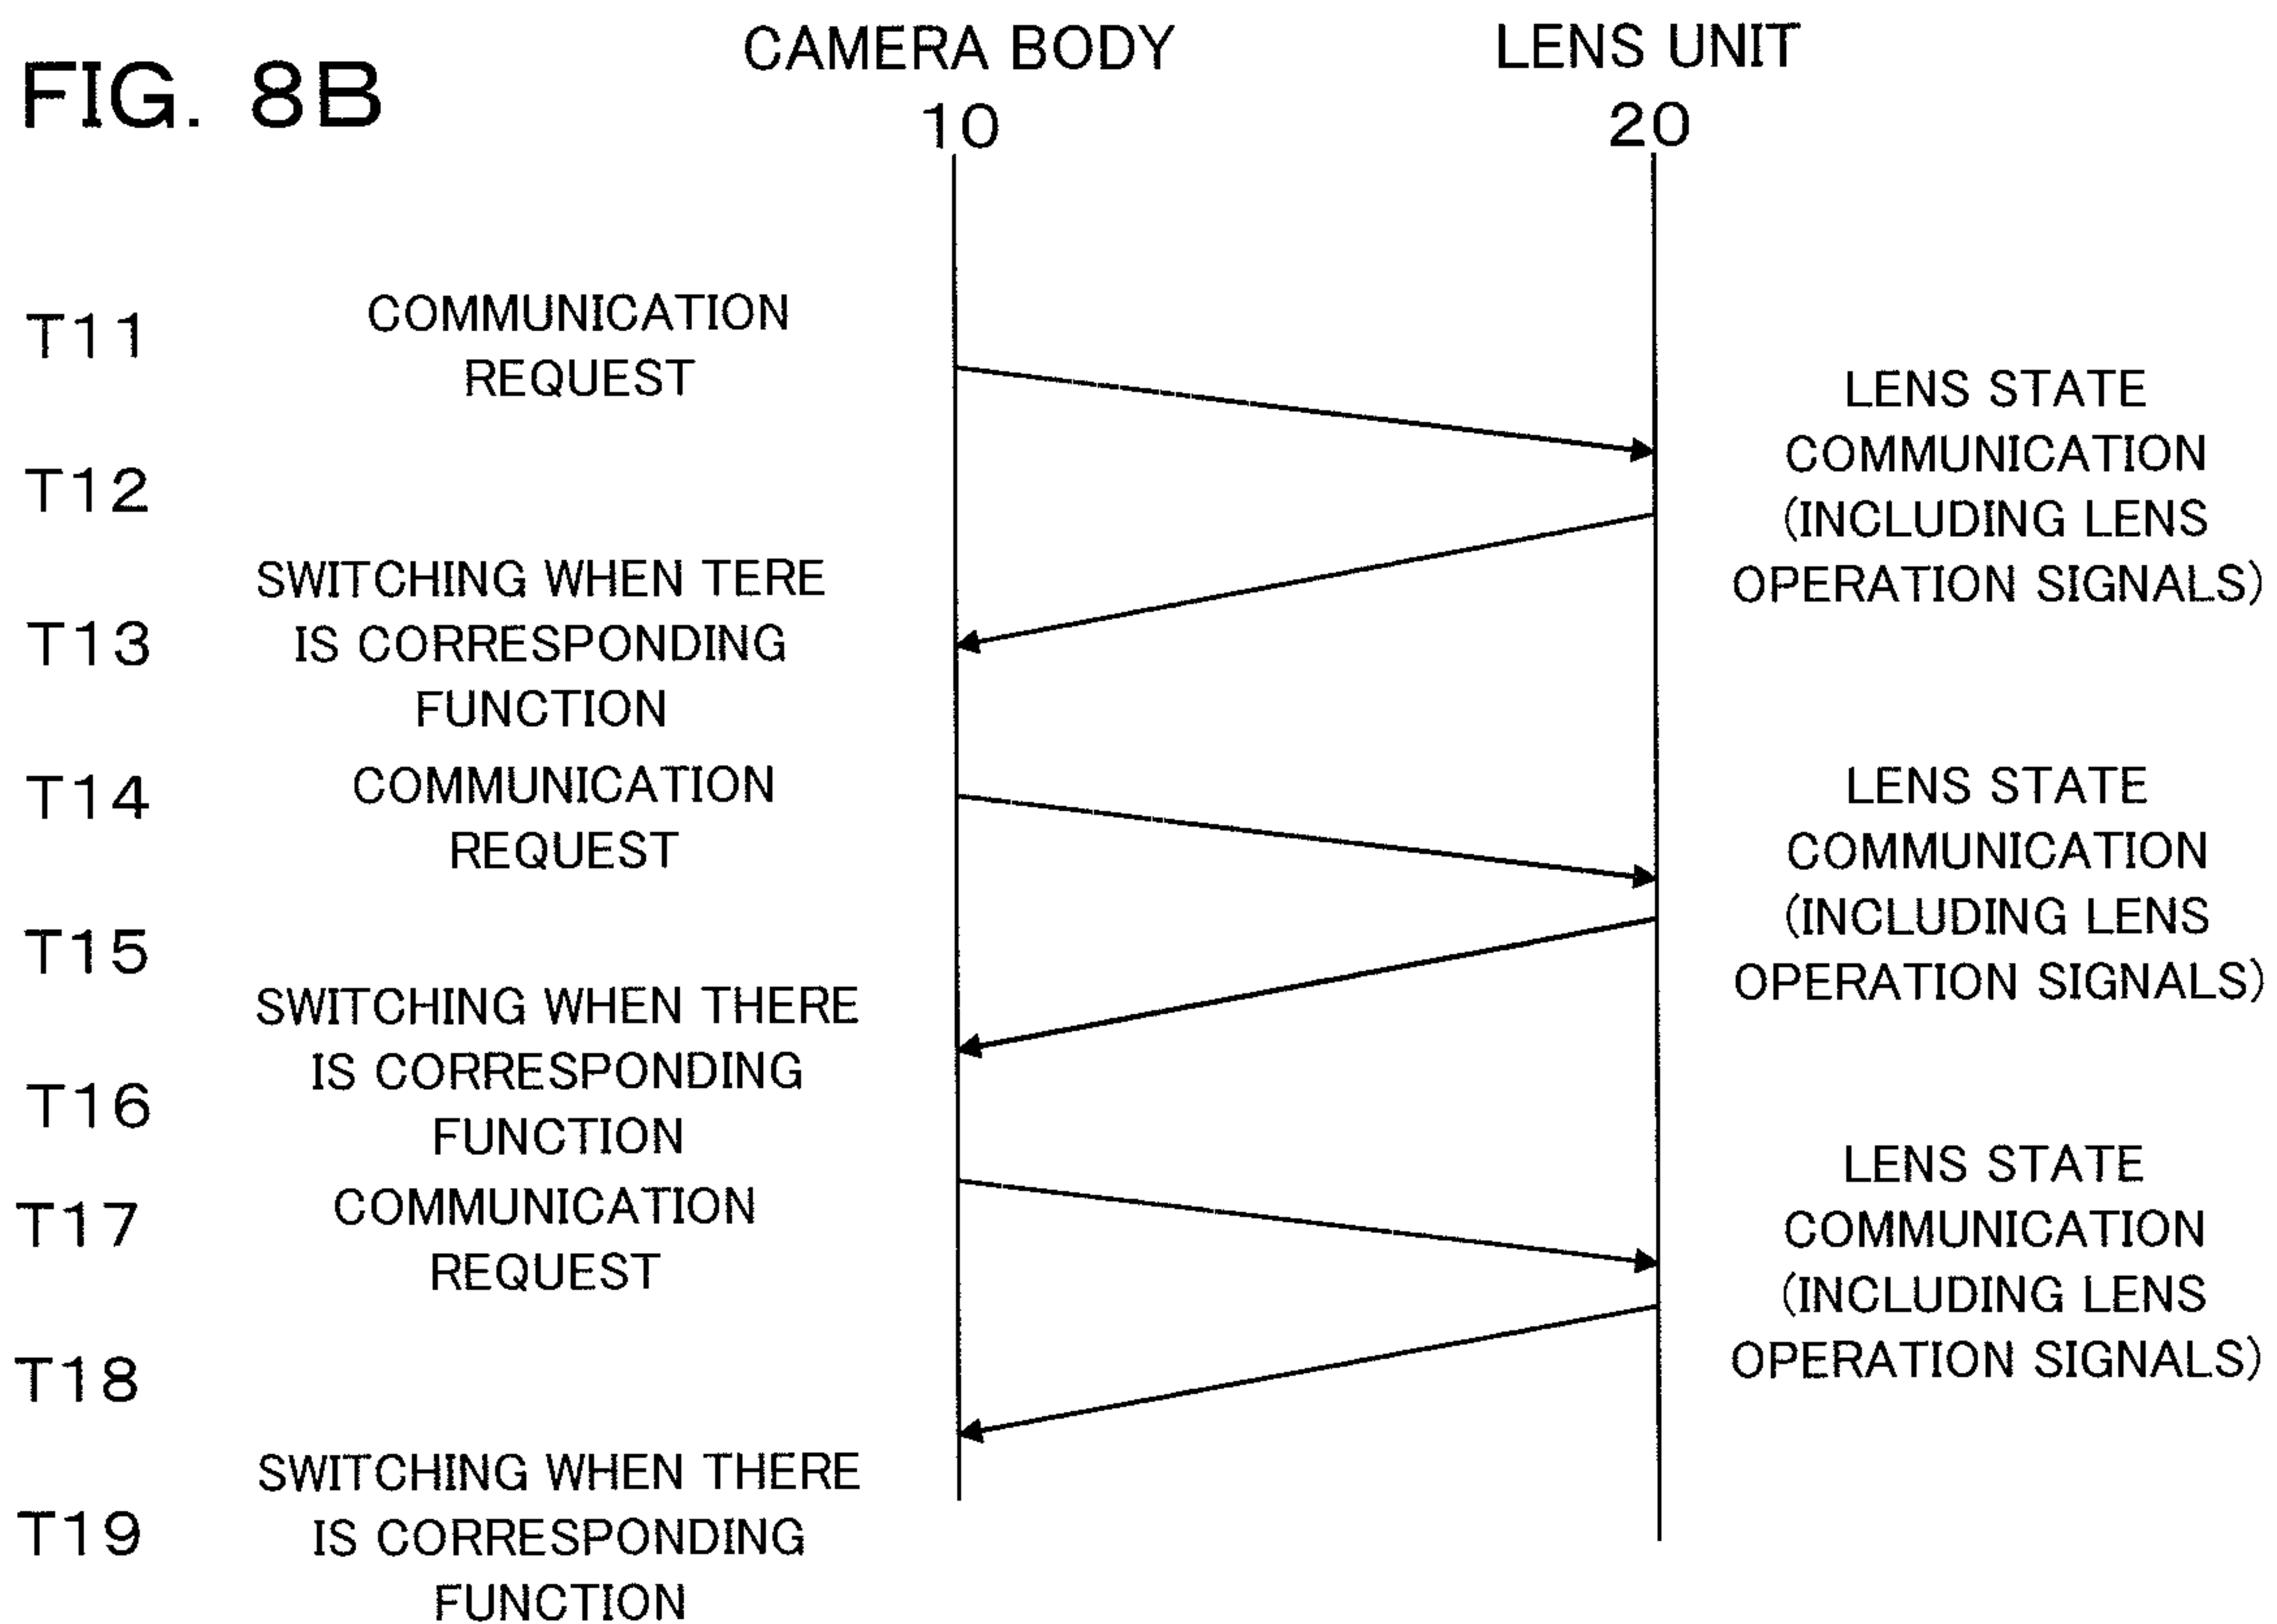 FIG. 8B
CAMERA BODY
10
LENS UNIT
20
T11
COMMUNICATION
REQUEST
LENS STATE
COMMUNICATION
(INCLUDING LENS
OPERATION SIGNALS)
T12
T13
SWITCHING WHEN TERE
IS CORRESPONDING
FUNCTION
T14
COMMUNICATION
REQUEST
LENS STATE
COMMUNICATION
(INCLUDING LENS
OPERATION SIGNALS)
T15
T16
SWITCHING WHEN THERE
IS CORRESPONDING
FUNCTION
T17
COMMUNICATION
REQUEST
LENS STATE
COMMUNICATION
(INCLUDING LENS
OPERATION SIGNALS)
T18
T19
SWITCHING WHEN THERE
IS CORRESPONDING
FUNCTION